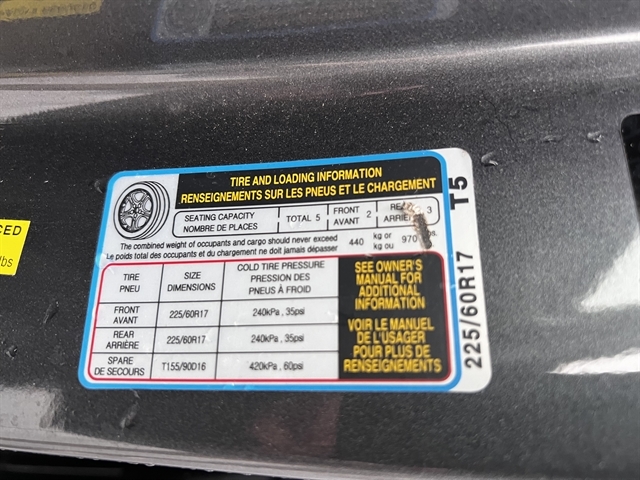 TIRE AND LOADING INFORMATION
RENSEIGNEMENTS SUR LES PNEUS ET LE CHARGEMENT
SEATING CAPACITY
NOMBRE DE PLACES
TOTAL 5
FRONT
AVANT
2
ARRIÈRE
3
The combined weight of occupants and cargo should never exceed
Le poids total des occupants et du chargement ne doit jamais dépasser
440
kg or
kg ou
970
TIRE
PNEU
SIZE
DIMENSIONS
COLD TIRE PRESSURE
PRESSION DES
PNEUS À FROID
FRONT
AVANT
225/60R17
240kPa , 35psi
REAR
ARRIÈRE
225/60R17
240kPa , 35psi
SPARE
DE SECOURS
T155/90D16
420kPa , 60psi
SEE OWNER'S
MANUAL FOR
ADDITIONAL
INFORMATION
VOIR LE MANUEL
DE L'USAGER
POUR PLUS DE
RENSEIGNEMENTS
225/60R17 T5
CED
lbs